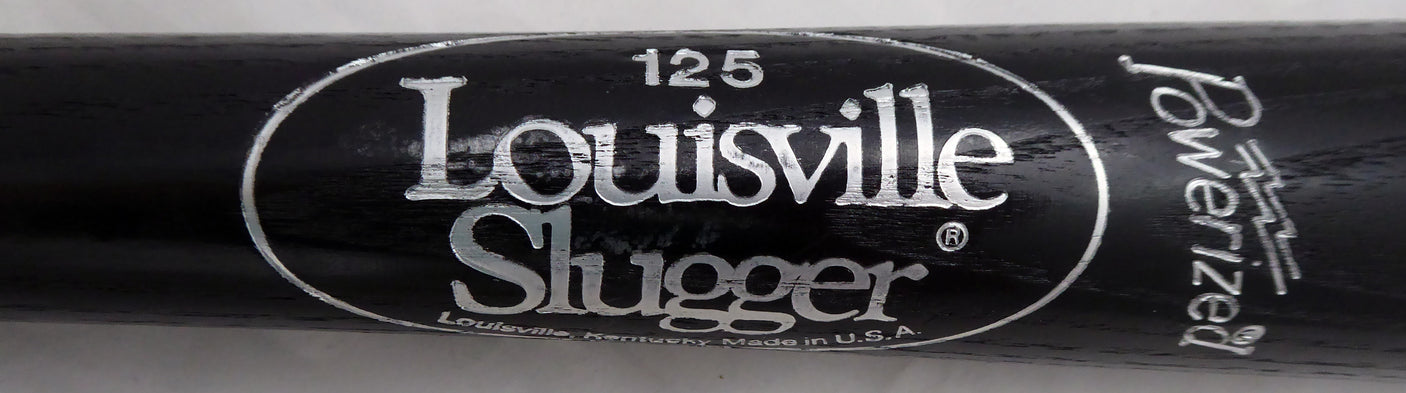 125
Louisville
Slugger
®
Louisville, Kentucky Made in U.S.A.
Powerized